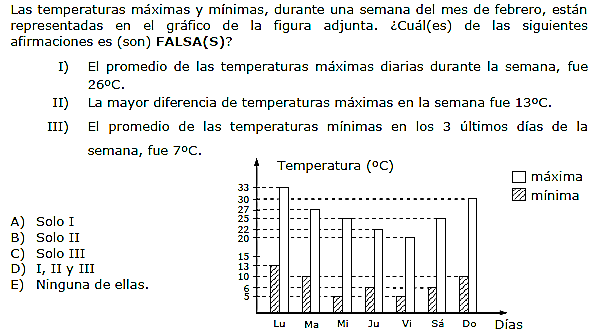 Las temperaturas máximas y mínimas, durante una semana del mes de febrero, están
representadas en el gráfico de la figura adjunta. ¿Cuál(es) de las siguientes
afirmaciones es (son) FALSA(S)?
I) El promedio de las temperaturas máximas diarias durante la semana, fue
26ºC.
II) La mayor diferencia de temperaturas máximas en la semana fue 13ºC.
III) El promedio de las temperaturas mínimas en los 3 últimos días de la
semana, fue 7ºC.
A) Solo I
B) Solo II
C) Solo III
D) I, II y III
E) Ninguna de ellas.
Temperatura (ºC)
máxima
mínima
33
30
27
25
22
20
15
13
10
6
5
Lu Ma Mi Ju Vi Sá Do Días